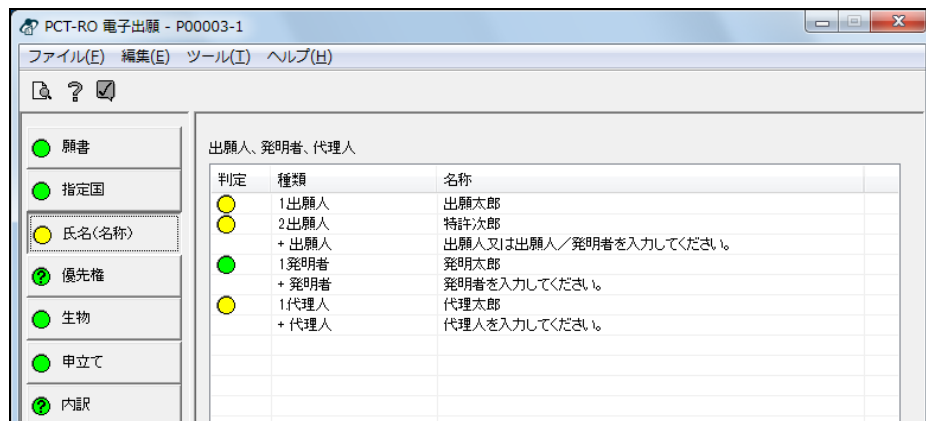 PCT-RO 電子出願 - P00003-1
ファイル(F) 編集(E) ツール(T) ヘルプ(H)
願書
指定国
氏名(名称)
優先権
生物
申立て
内訳
出願人、発明者、代理人
判定 種類 名称
1出願人 出願太郎
2出願人 特許次郎
+ 出願人 出願人又は出願人／発明者を入力してください。
1発明者 発明太郎
+ 発明者 発明者を入力してください。
1代理人 代理太郎
+ 代理人 代理人を入力してください。